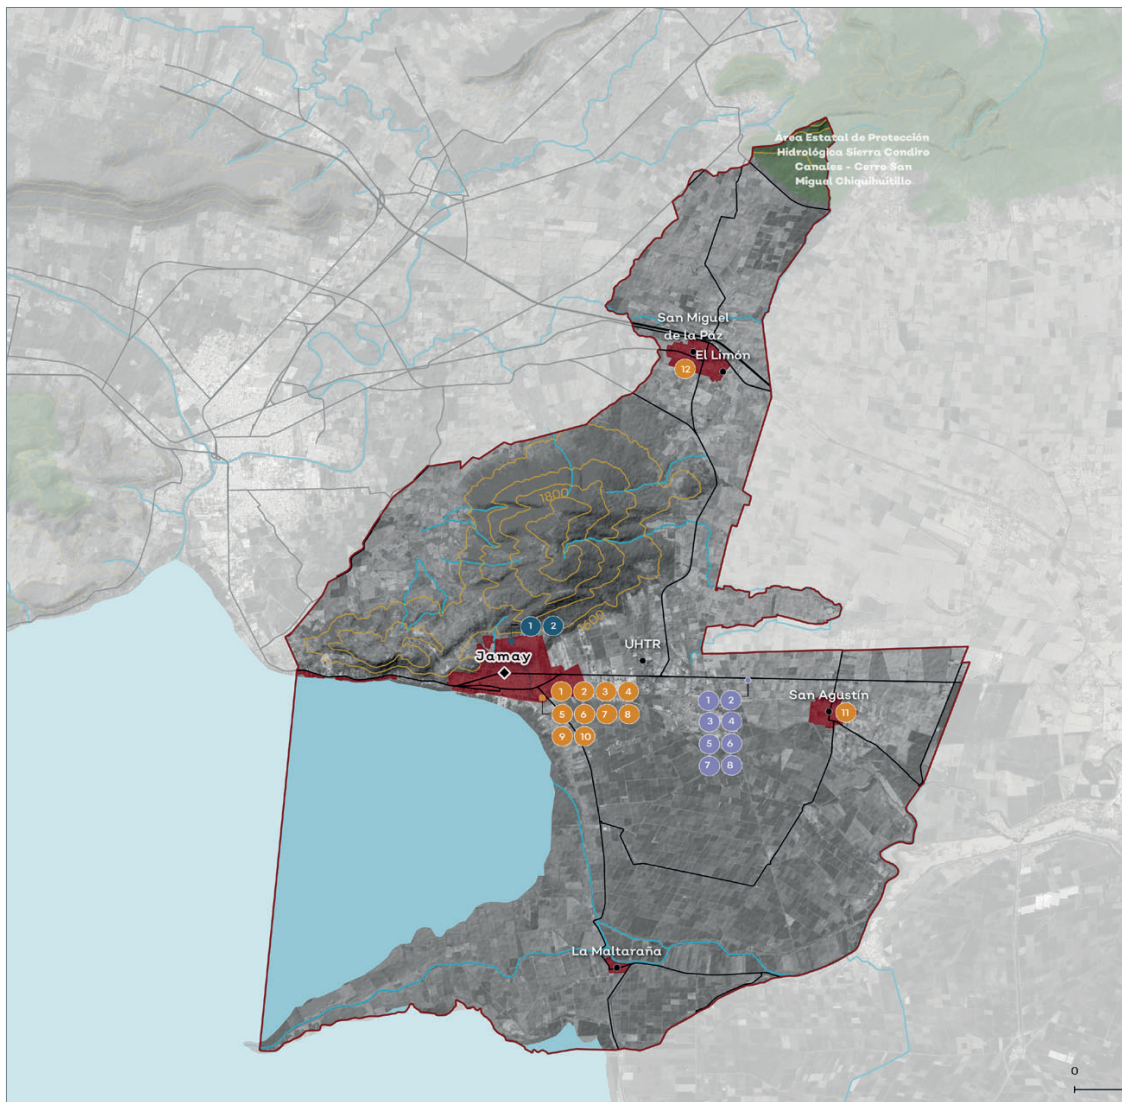 Área Estatal de Protección
Hidrológica Sierra Condiro
Canales - Cerro San
Miguel Chiquihuitillo
San Miguel
de la Paz
El Limón
12
1800
1600
1 2
UHTR
Jamay
1 2 3 4
5 6 7 8
9 10
1 2
3 4
5 6
7 8
San Agustín
11
La Maltaraña
0